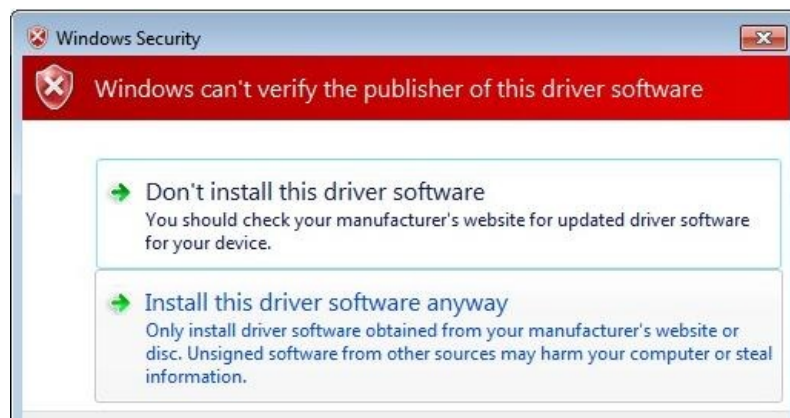 Windows Security
Windows can't verify the publisher of this driver software
Don't install this driver software
You should check your manufacturer's website for updated driver software
for your device.
Install this driver software anyway
Only install driver software obtained from your manufacturer's website or
disc. Unsigned software from other sources may harm your computer or steal
information.